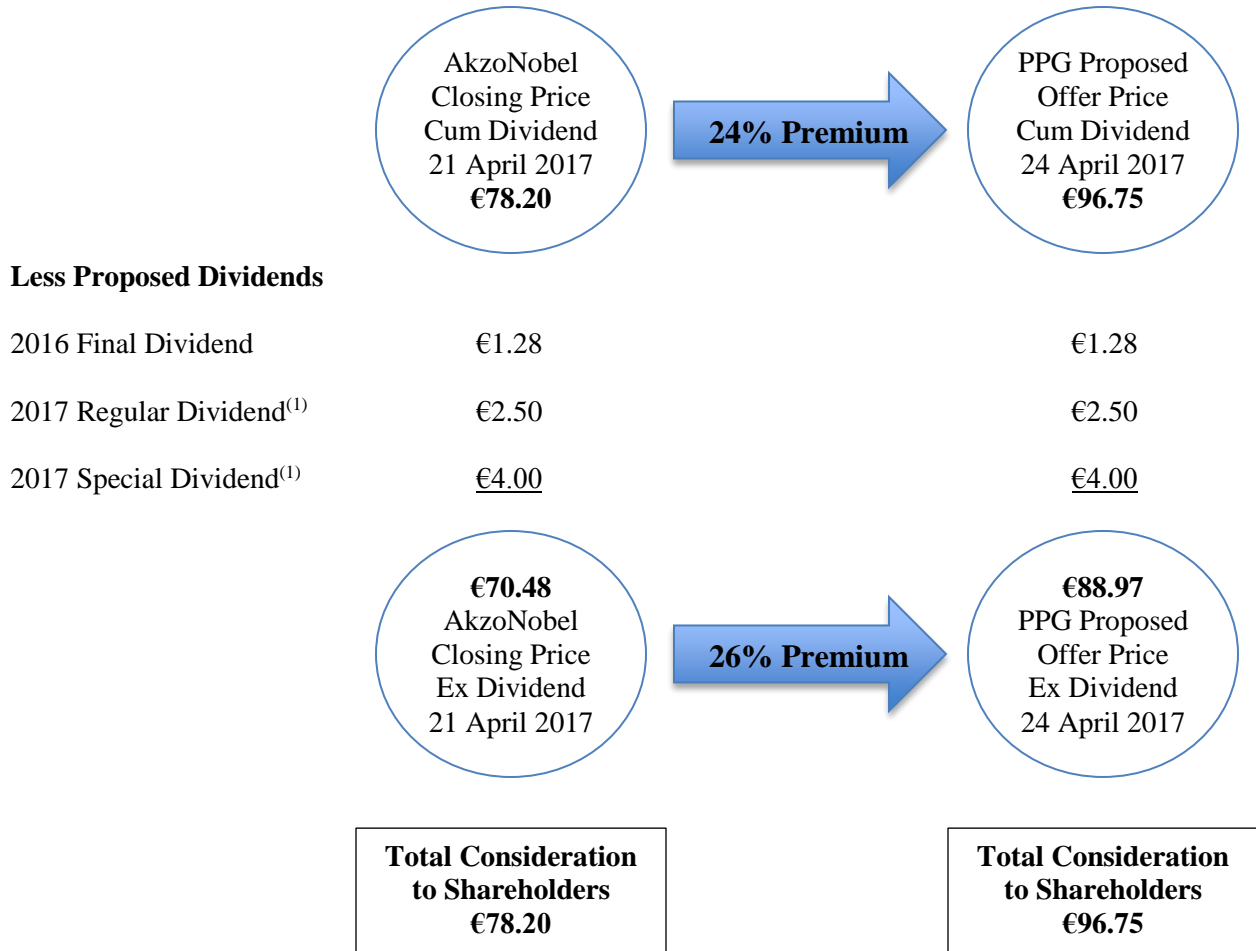 AkzoNobel
Closing Price
Cum Dividend
21 April 2017
€78.20
24% Premium
PPG Proposed
Offer Price
Cum Dividend
24 April 2017
€96.75
Less Proposed Dividends
2016 Final Dividend €1.28 €1.28
2017 Regular Dividend(1) €2.50 €2.50
2017 Special Dividend(1) €4.00 €4.00
€70.48
AkzoNobel
Closing Price
Ex Dividend
21 April 2017
26% Premium
€88.97
PPG Proposed
Offer Price
Ex Dividend
24 April 2017
Total Consideration
to Shareholders
€78.20
Total Consideration
to Shareholders
€96.75